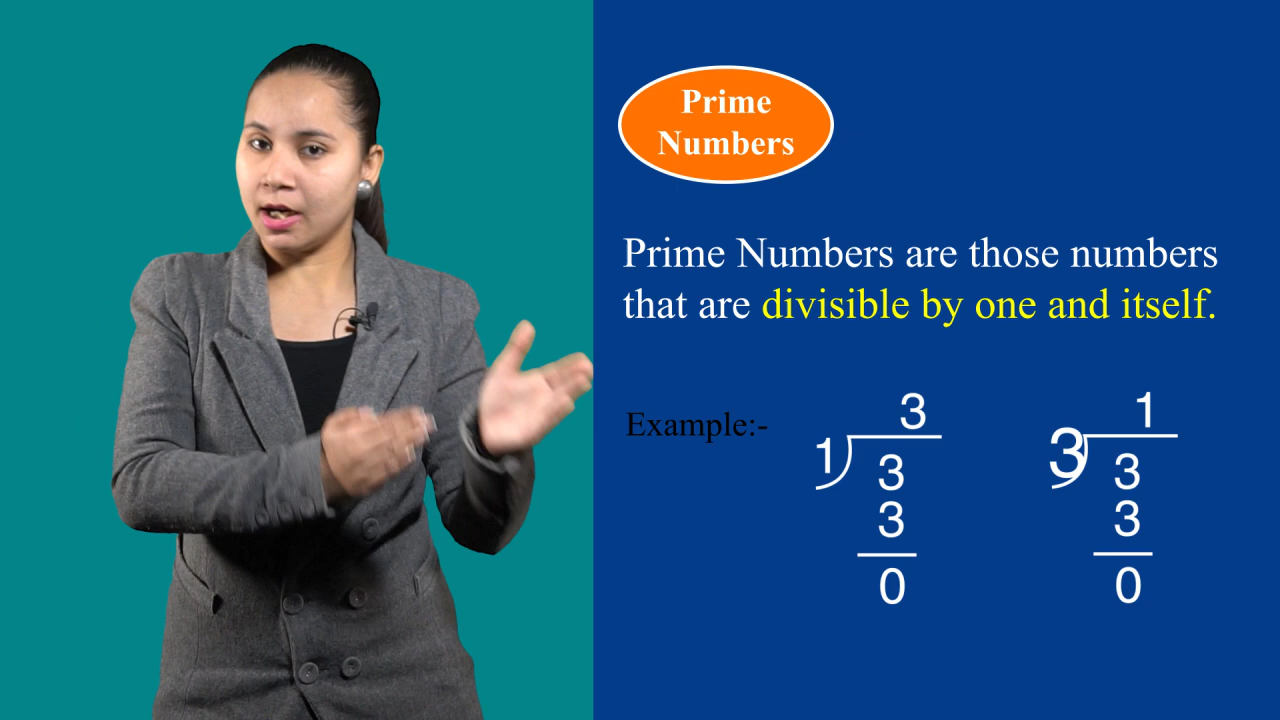 Prime
Numbers
Prime Numbers are those numbers
that are divisible by one and itself.
Example:-
3
1 3
3
0
1
3 3
3
0